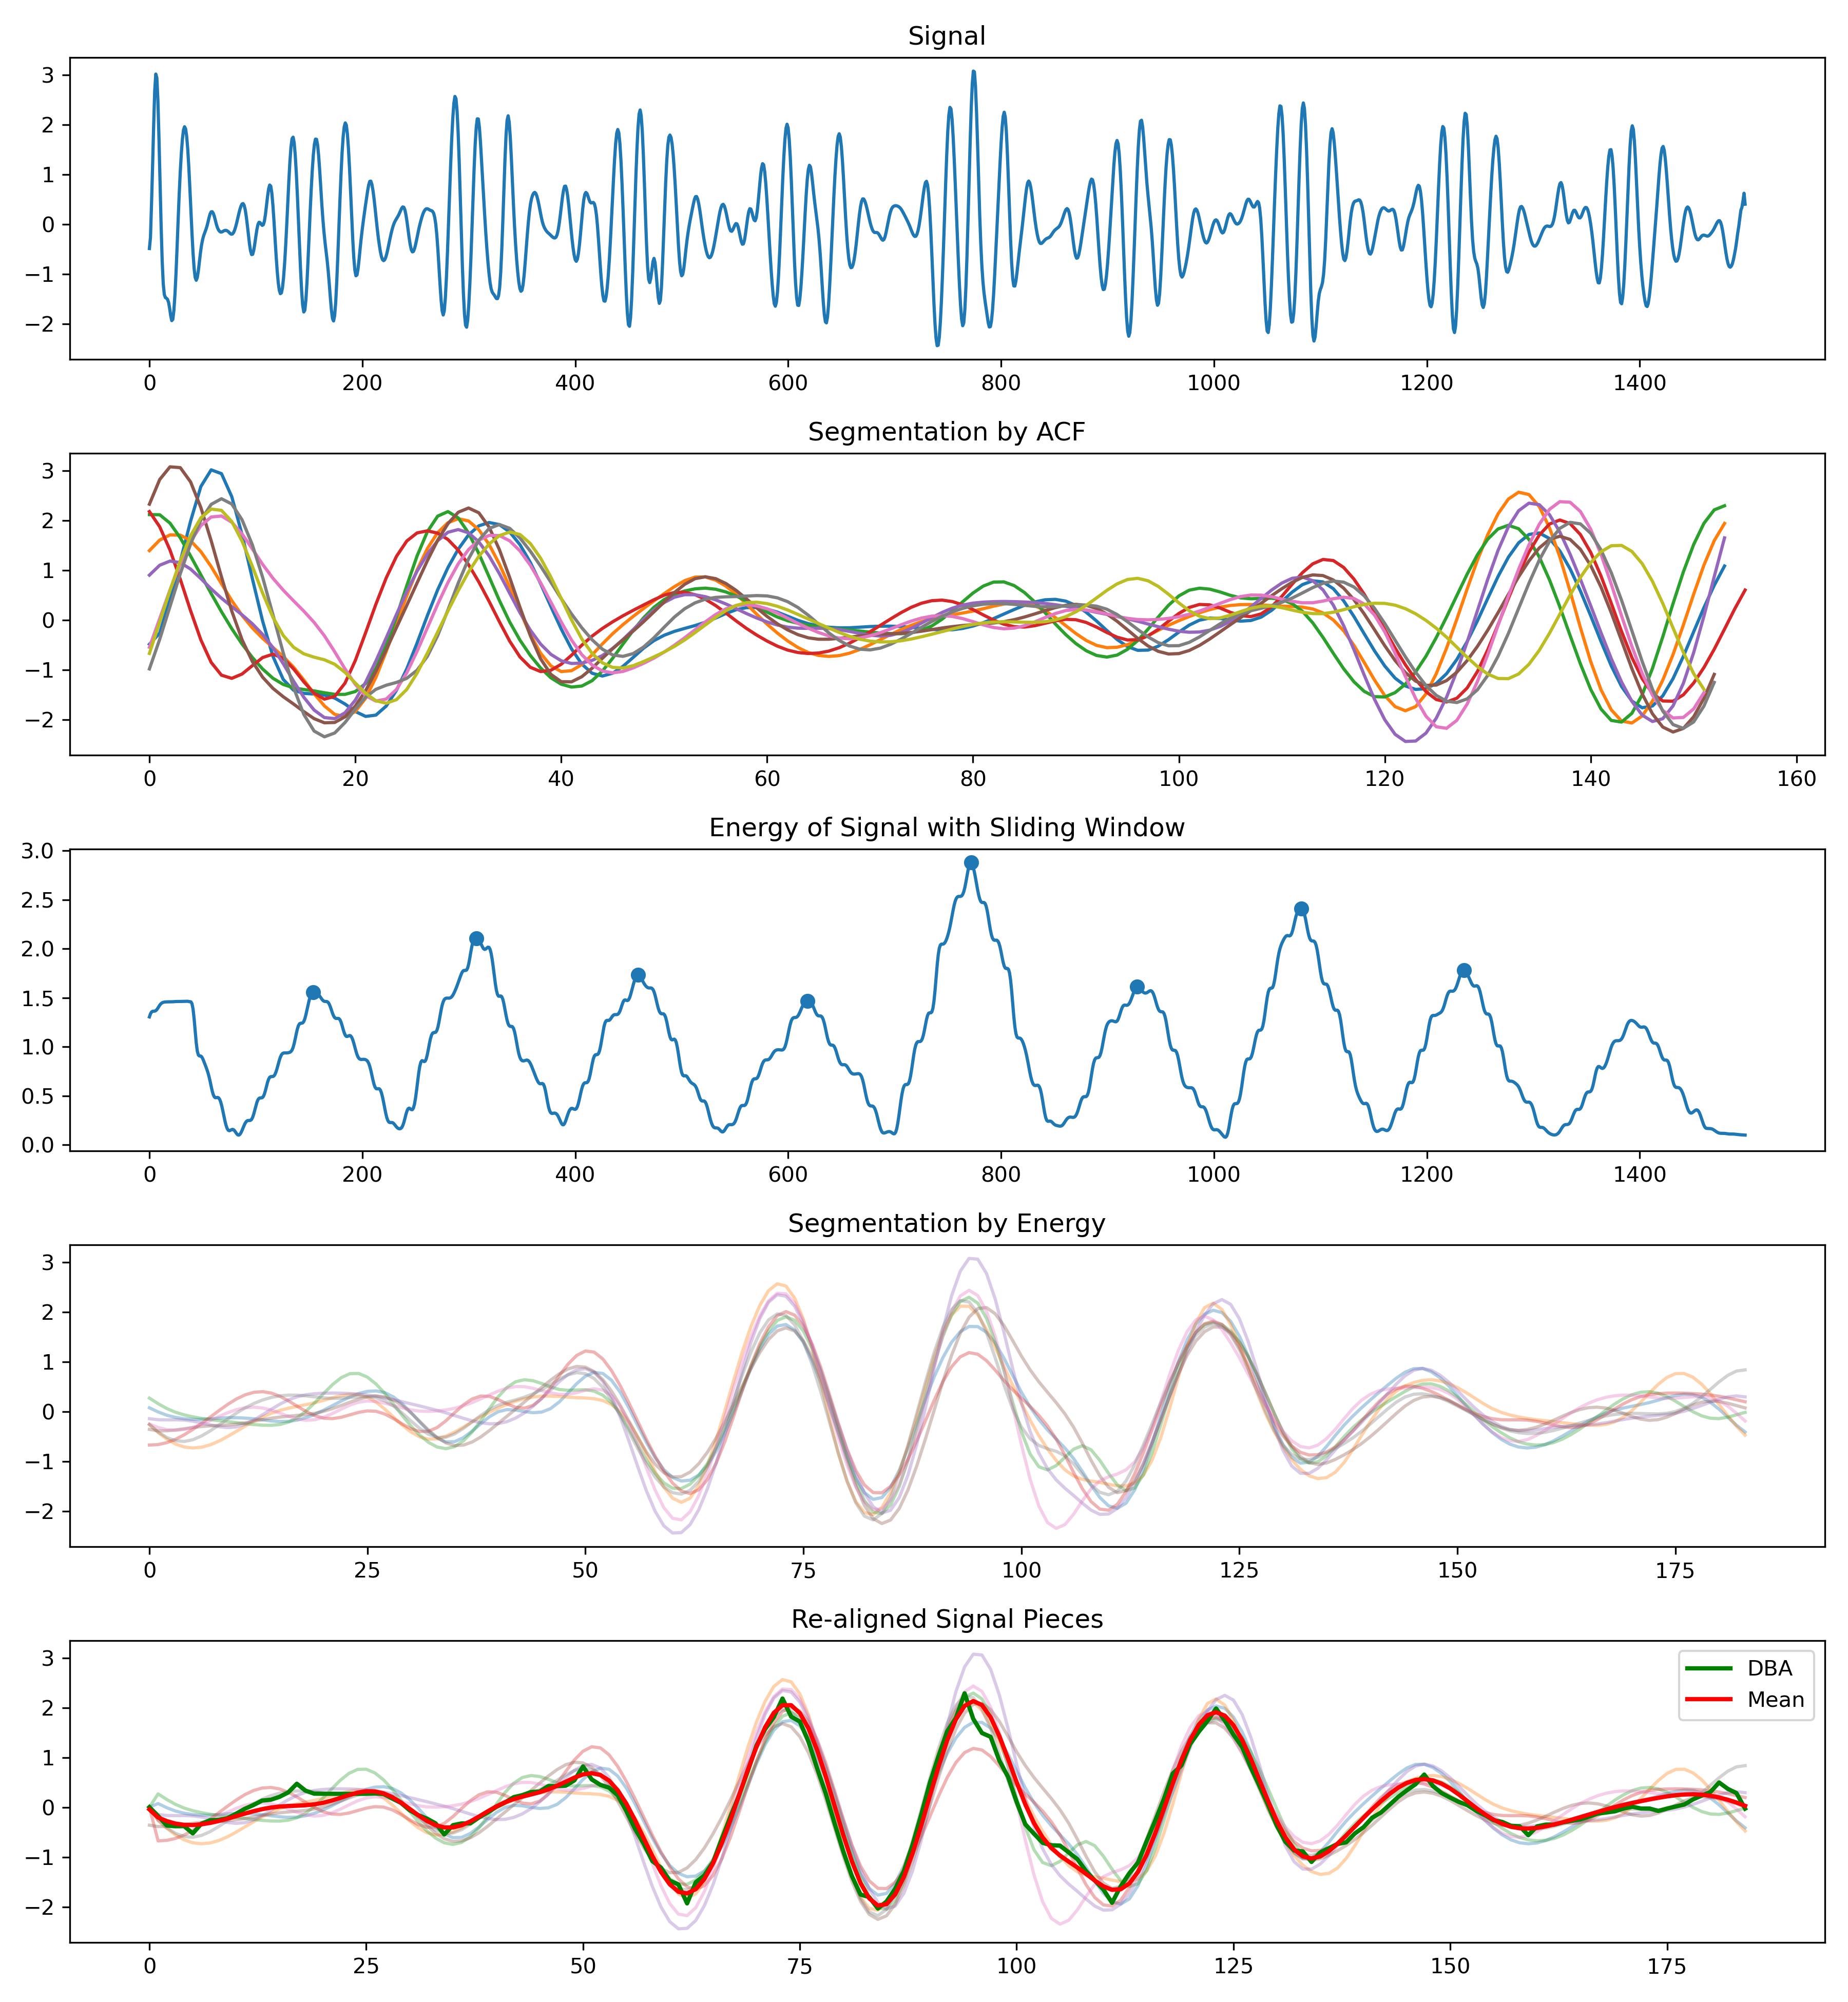 Signal
3
2
1
0
−1
−2
0 200 400 600 800 1000 1200 1400
Segmentation by ACF
3
2
1
0
−1
−2
0 20 40 60 80 100 120 140 160
Energy of Signal with Sliding Window
3.0
2.5
2.0
1.5
1.0
0.5
0.0
0 200 400 600 800 1000 1200 1400
Segmentation by Energy
3
2
1
0
−1
−2
0 25 50 75 100 125 150 175
Re-aligned Signal Pieces
3
2
1
0
−1
−2
DBA
Mean
0 25 50 75 100 125 150 175